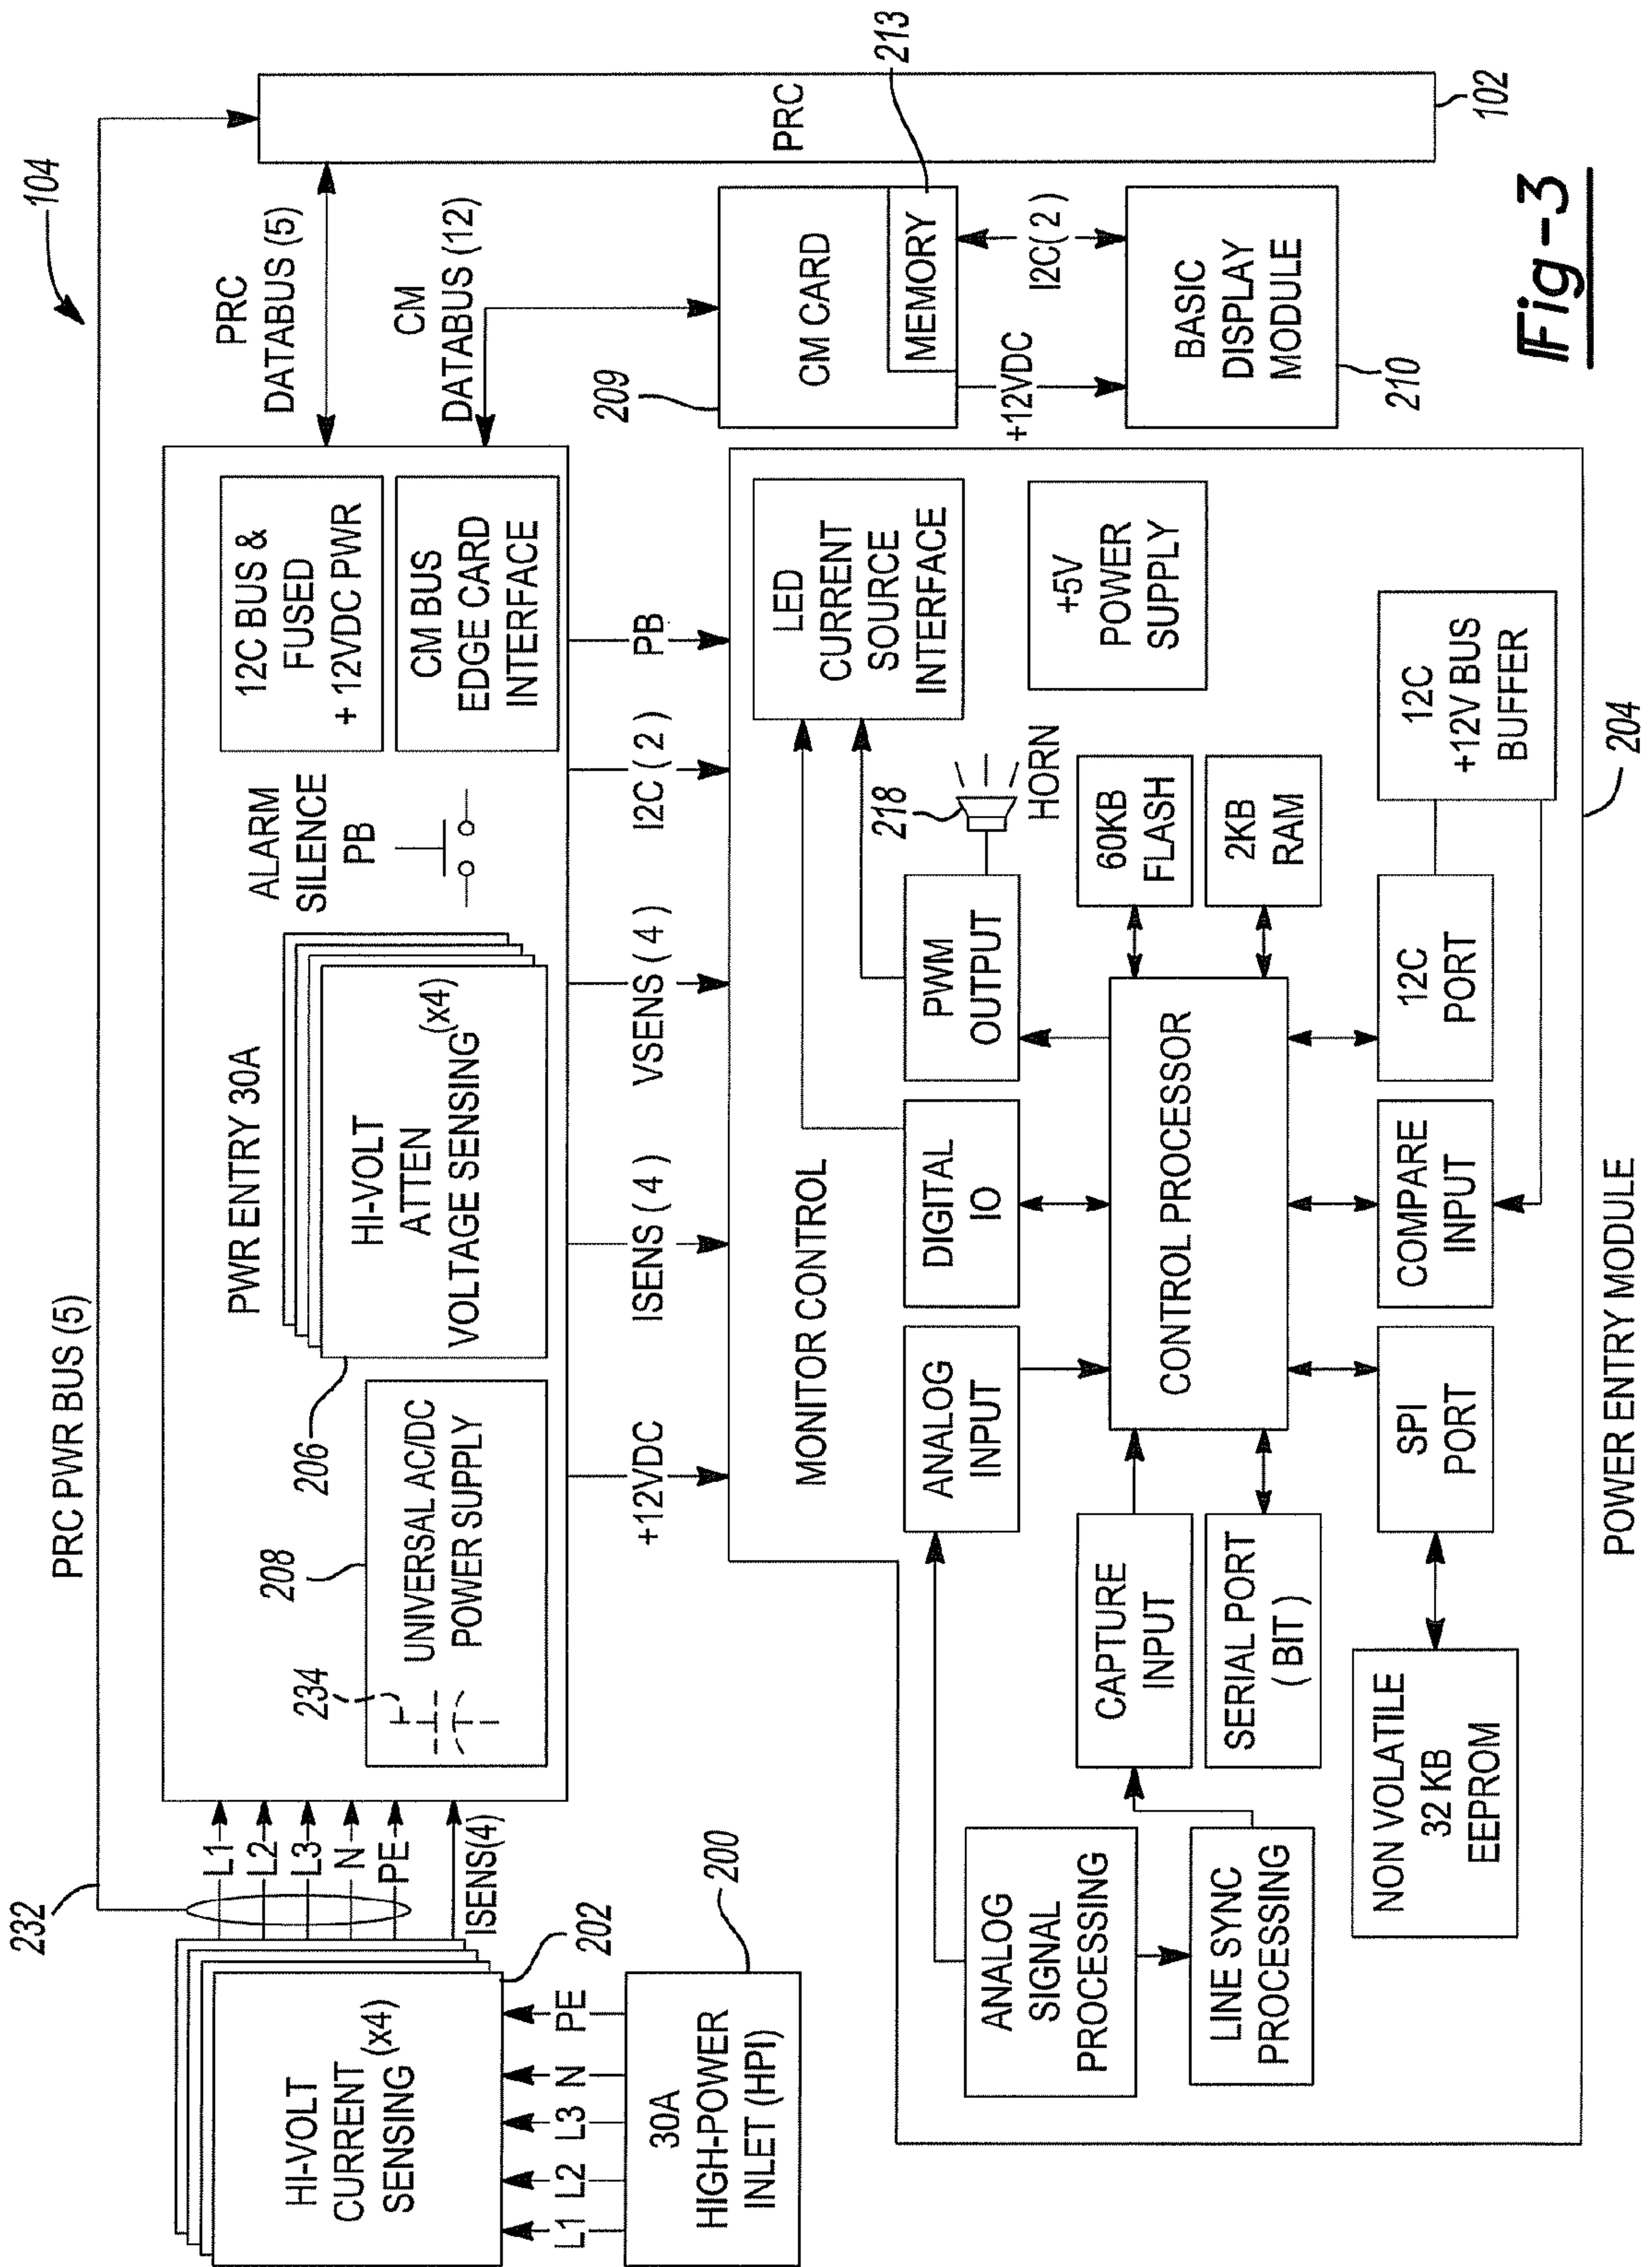 104
232
PRC PWR BUS (5)
HI-VOLT
CURRENT
SENSING (x4)
202
L1
L2
L3
N
PE
ISENS(4)
L1
L2
L3
N
PE
30A
HIGH-POWER
INLET (HPI)
200
PWR ENTRY 30A
234
208
UNIVERSAL AC/DC
POWER SUPPLY
206
HI-VOLT
ATTEN
VOLTAGE SENSING (x4)
ALARM
SILENCE
PB
12C BUS &
FUSED
+ 12VDC PWR
CM BUS
EDGE CARD
INTERFACE
PRC
DATABUS (5)
CM
DATABUS (12)
PRC
102
+12VDC
ISENS ( 4 )
VSENS ( 4 )
I2C ( 2 )
PB
209
CM CARD
MEMORY
213
+12VDC
I2C( 2 )
BASIC
DISPLAY
MODULE
210
MONITOR CONTROL
ANALOG
SIGNAL
PROCESSING
LINE SYNC
PROCESSING
CAPTURE
INPUT
SERIAL PORT
( BIT )
NON VOLATILE
32 KB
EEPROM
ANALOG
INPUT
DIGITAL
IO
PWM
OUTPUT
218
HORN
LED
CURRENT
SOURCE
INTERFACE
+5V
POWER
SUPPLY
CONTROL PROCESSOR
60KB
FLASH
2KB
RAM
SPI
PORT
COMPARE
INPUT
12C
PORT
12C
+12V BUS
BUFFER
204
POWER ENTRY MODULE
Fig-3